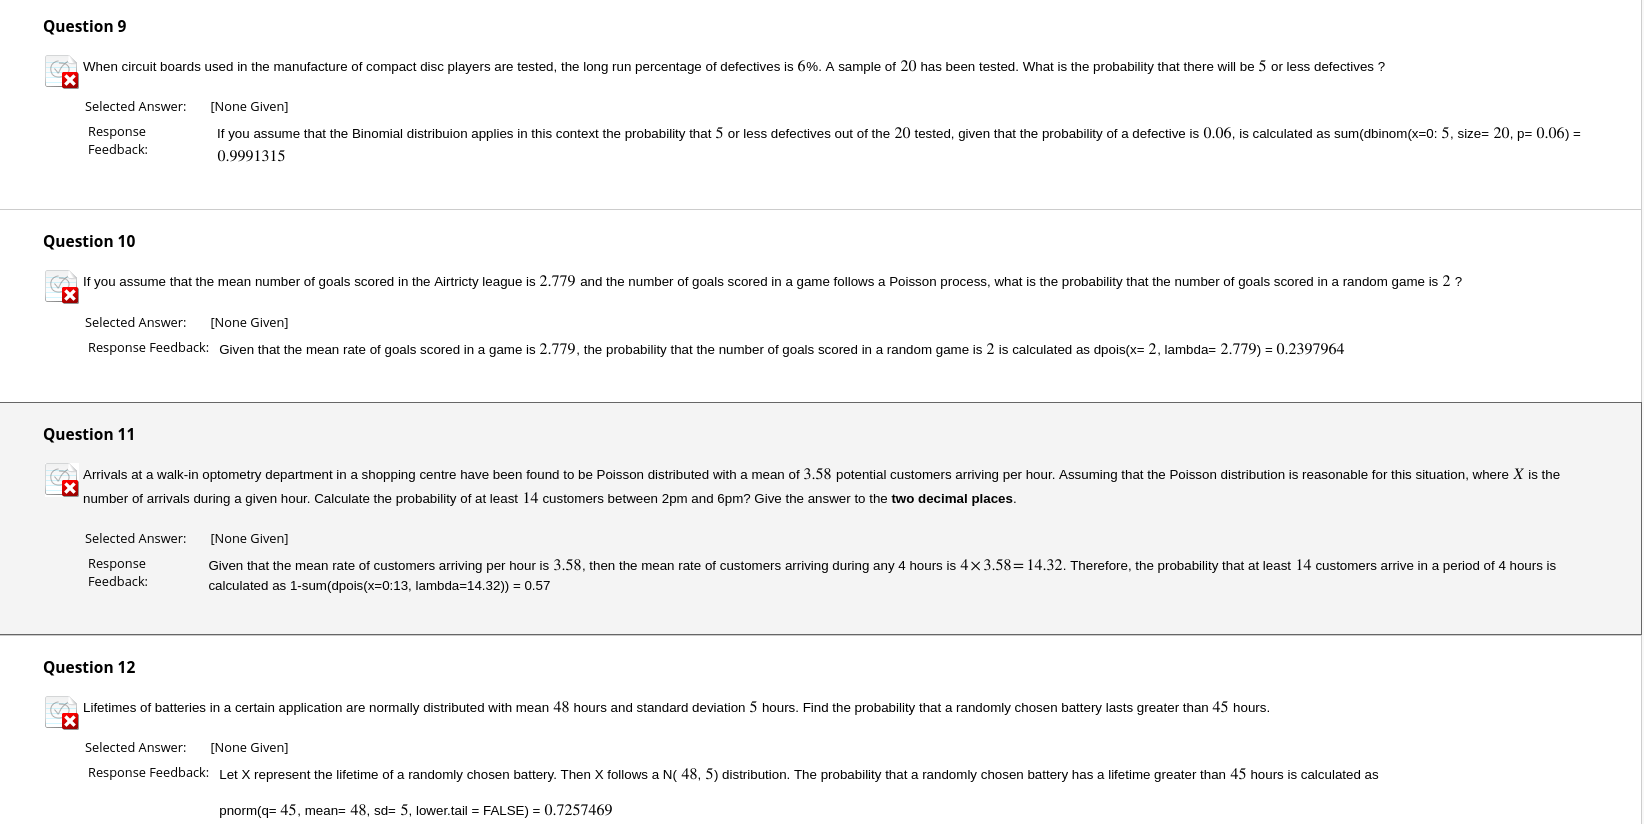 Question 9
When circuit boards used in the manufacture of compact disc players are tested, the long run percentage of defectives is 6%. A sample of 20 has been tested. What is the probability that there will be 5 or less defectives ?
Selected Answer: [None Given]
Response Feedback: If you assume that the Binomial distribuion applies in this context the probability that 5 or less defectives out of the 20 tested, given that the probability of a defective is 0.06, is calculated as sum(dbinom(x=0: 5, size= 20, p= 0.06) =
0.9991315
Question 10
If you assume that the mean number of goals scored in the Airtricty league is 2.779 and the number of goals scored in a game follows a Poisson process, what is the probability that the number of goals scored in a random game is 2 ?
Selected Answer: [None Given]
Response Feedback: Given that the mean rate of goals scored in a game is 2.779, the probability that the number of goals scored in a random game is 2 is calculated as dpois(x= 2, lambda= 2.779) = 0.2397964
Question 11
Arrivals at a walk-in optometry department in a shopping centre have been found to be Poisson distributed with a mean of 3.58 potential customers arriving per hour. Assuming that the Poisson distribution is reasonable for this situation, where X is the
number of arrivals during a given hour. Calculate the probability of at least 14 customers between 2pm and 6pm? Give the answer to the two decimal places.
Selected Answer: [None Given]
Response Feedback: Given that the mean rate of customers arriving per hour is 3.58, then the mean rate of customers arriving during any 4 hours is 4×3.58=14.32. Therefore, the probability that at least 14 customers arrive in a period of 4 hours is
calculated as 1-sum(dpois(x=0:13, lambda=14.32)) = 0.57
Question 12
Lifetimes of batteries in a certain application are normally distributed with mean 48 hours and standard deviation 5 hours. Find the probability that a randomly chosen battery lasts greater than 45 hours.
Selected Answer: [None Given]
Response Feedback: Let X represent the lifetime of a randomly chosen battery. Then X follows a N( 48, 5) distribution. The probability that a randomly chosen battery has a lifetime greater than 45 hours is calculated as
pnorm(q= 45, mean= 48, sd= 5, lower.tail = FALSE) = 0.7257469